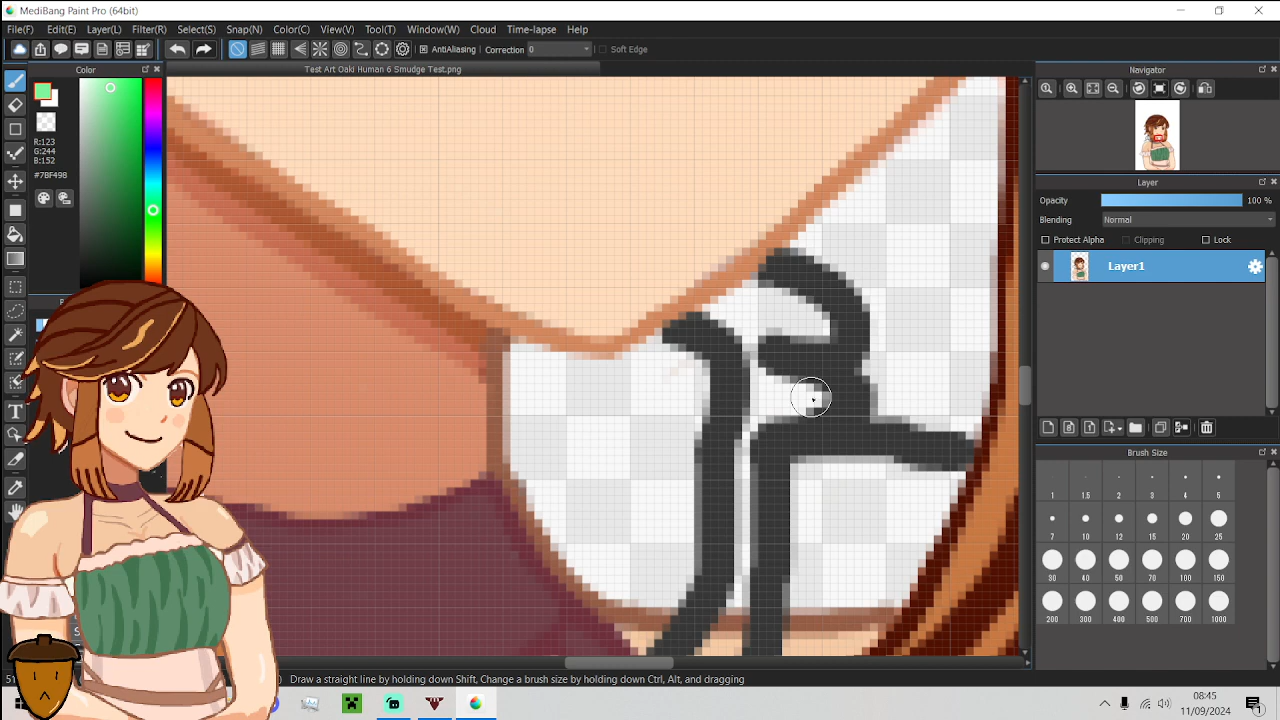 MediBang Paint Pro (64bit)
File(F) Edit(E) Layer(L) Filter(R) Select(S) Snap(N) Color(C) View(V) Tool(T) Window(W) Cloud Time-lapse Help
AntiAliasing Correction 0 Soft Edge
Color
Test Art Oaki Human 6 Smudge Test.png
Navigator
R:123
G:244
B:152
#7BF498
Layer
Opacity 100 %
Blending Normal
Protect Alpha Clipping Lock
Layer1
Brush Size
1 1.5 2 3 4 5
7 10 12 15 20 25
30 40 50 70 100 150
200 300 400 500 700 1000
Draw a straight line by holding down Shift, Change a brush size by holding down Ctrl, Alt, and dragging
08:45
11/09/2024